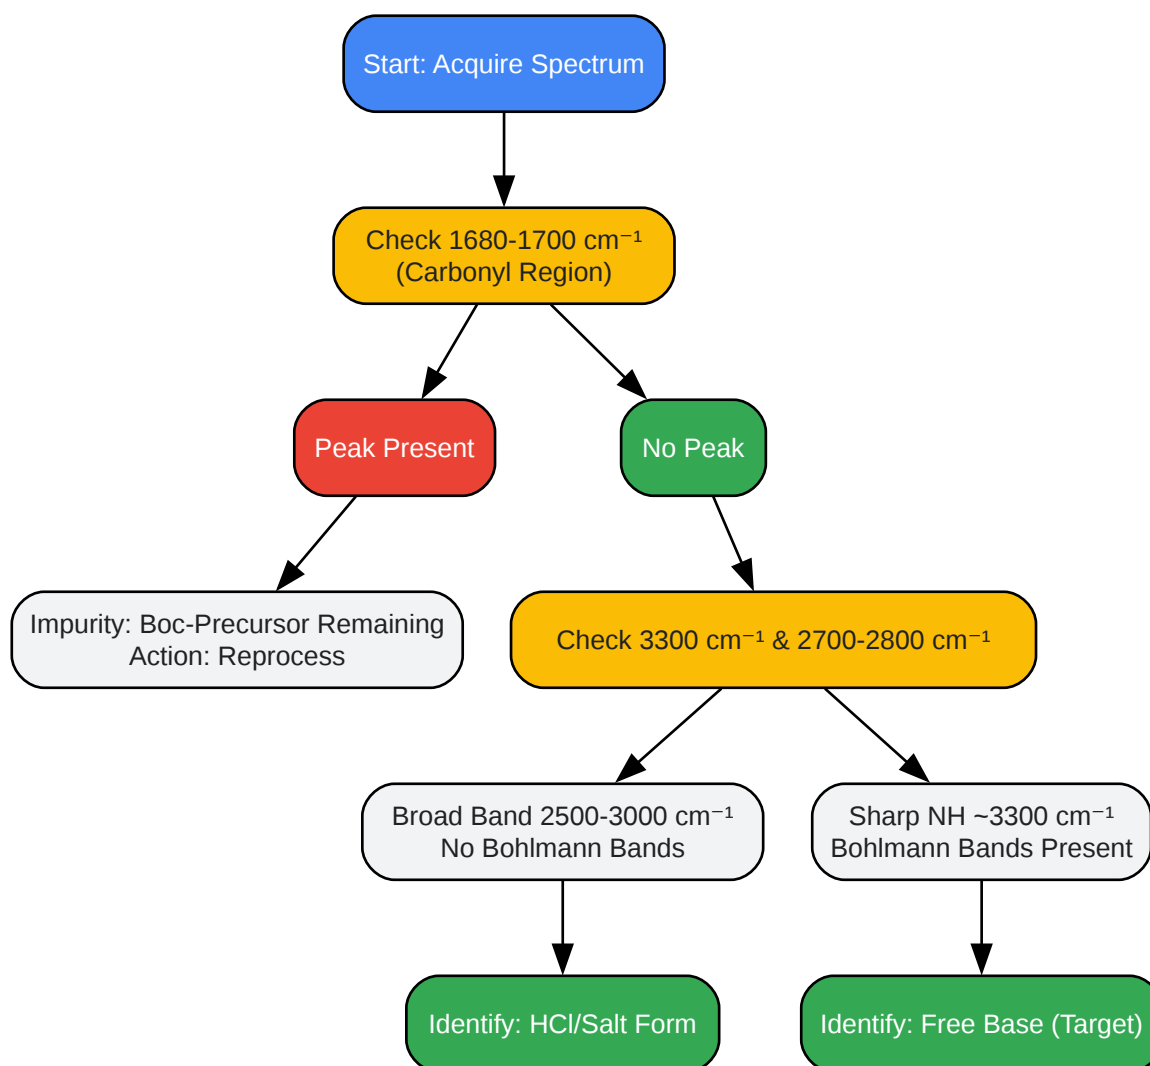 Start: Acquire Spectrum
Check 1680-1700 cm⁻¹
(Carbonyl Region)
Peak Present
No Peak
Impurity: Boc-Precursor Remaining
Action: Reprocess
Check 3300 cm⁻¹ & 2700-2800 cm⁻¹
Broad Band 2500-3000 cm⁻¹
No Bohlmann Bands
Sharp NH ~3300 cm⁻¹
Bohlmann Bands Present
Identify: HCl/Salt Form
Identify: Free Base (Target)